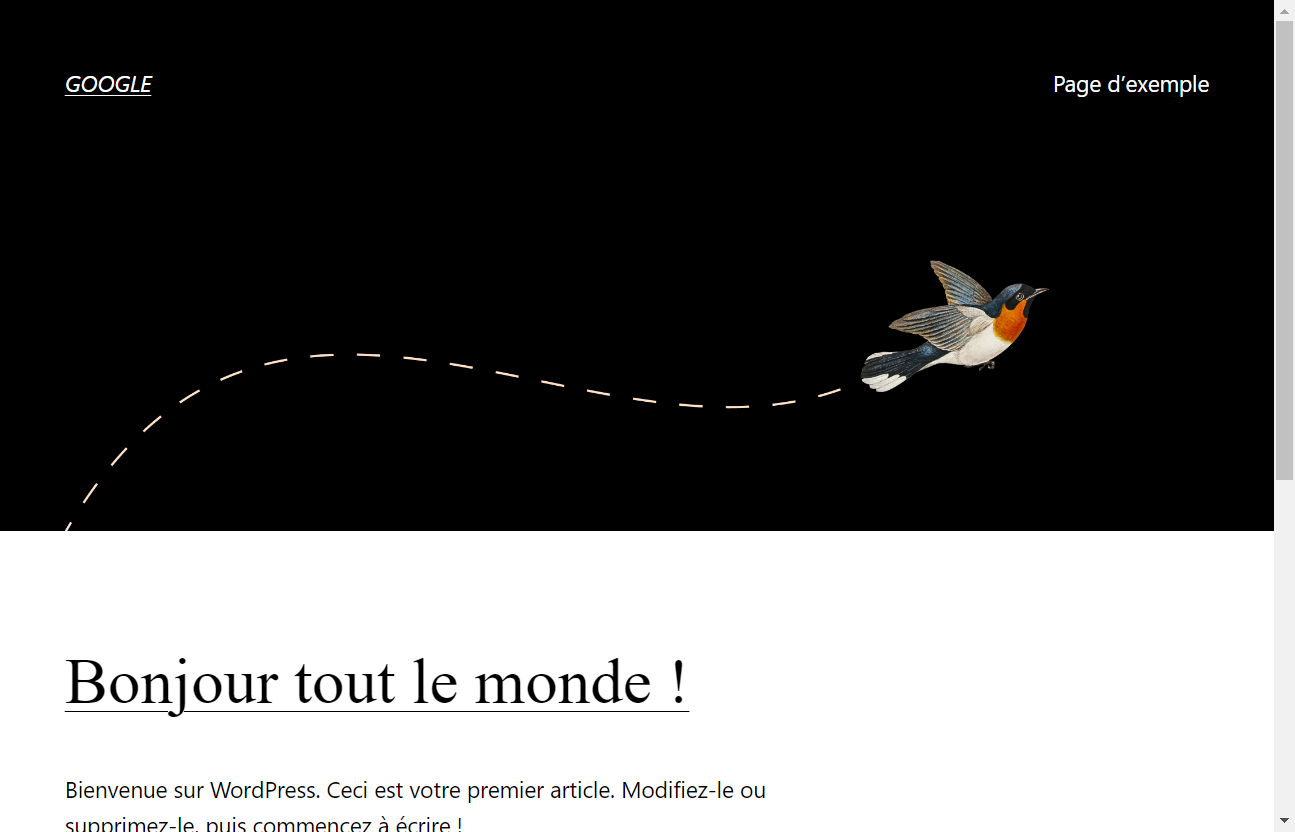 GOOGLE
Page d’exemple
Bonjour tout le monde !
Bienvenue sur WordPress. Ceci est votre premier article. Modifiez-le ou
supprimez-le, puis commencez à écrire !